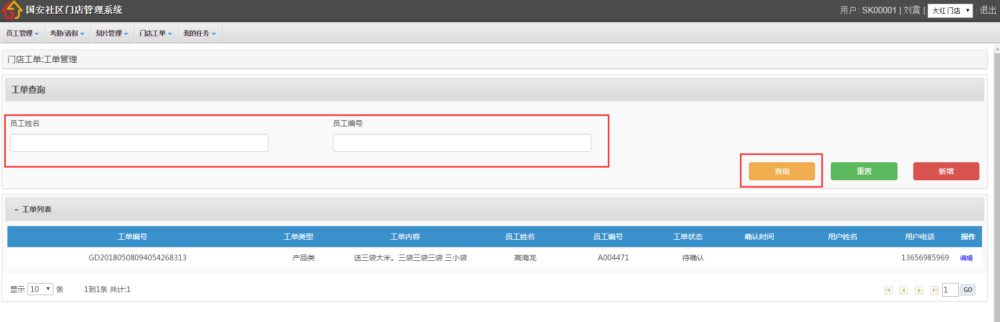 国安社区门店管理系统
用户: SK00001 | 刘震 | 大红门店 退出
员工管理 考勤/请假 划片管理 门店工单 我的任务
门店工单:工单管理
工单查询
员工姓名 员工编号
查询 重置 新增
- 工单列表
工单编号 工单类型 工单内容 员工姓名 员工编号 工单状态 确认时间 用户姓名 用户电话 操作
GD20180508094054268313 产品类 送三袋大米。三袋三袋三袋 三小袋 高海龙 A004471 待确认 13656985969 编辑
显示 10 条 1到1条 共计:1 1 GO